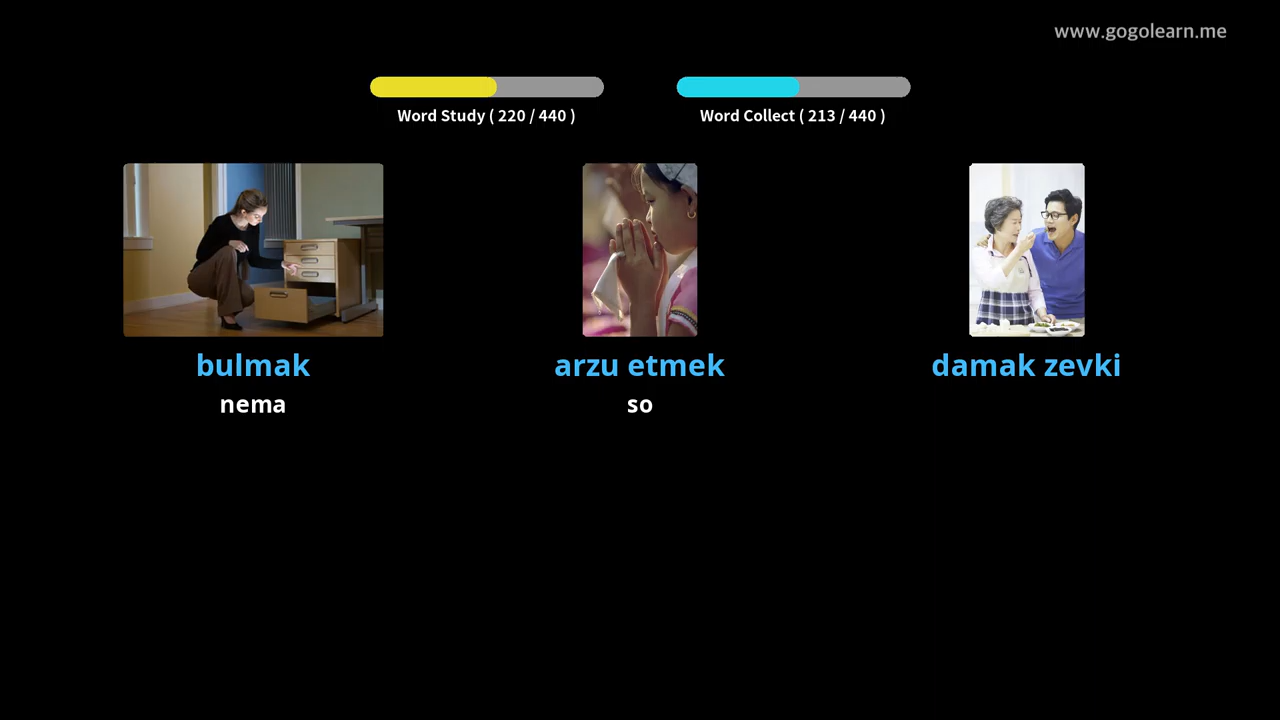 www.gogolearn.me
Word Study ( 220 / 440 )
Word Collect ( 213 / 440 )
bulmak
nema
arzu etmek
so
damak zevki